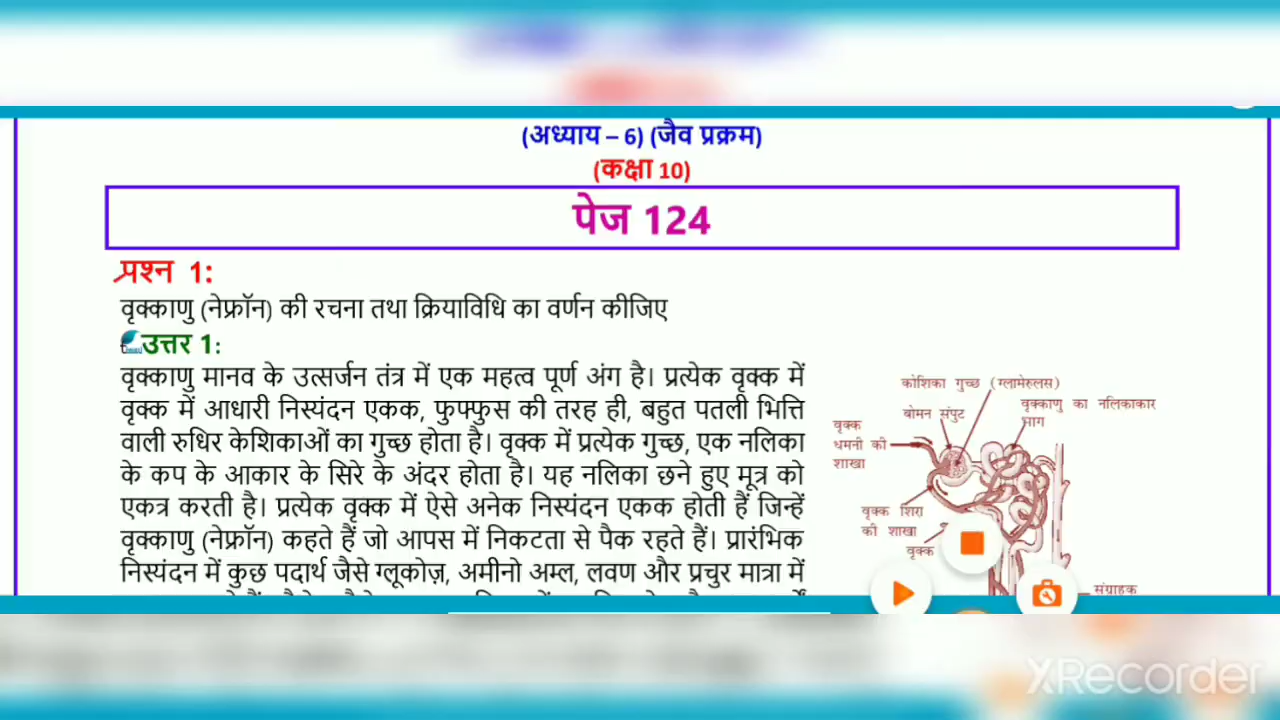 (अध्याय – 6) (जैव प्रक्रम)
(कक्षा 10)
पेज 124
प्रश्न 1:
वृक्काणु (नेफ्रॉन) की रचना तथा क्रियाविधि का वर्णन कीजिए
उत्तर 1:
वृक्काणु मानव के उत्सर्जन तंत्र में एक महत्व पूर्ण अंग है। प्रत्येक वृक्क में
वृक्क में आधारी निस्यंदन एकक, फुफ्फुस की तरह ही, बहुत पतली भित्ति
वाली रुधिर केशिकाओं का गुच्छ होता है। वृक्क में प्रत्येक गुच्छ, एक नलिका
के कप के आकार के सिरे के अंदर होता है। यह नलिका छने हुए मूत्र को
एकत्र करती है। प्रत्येक वृक्क में ऐसे अनेक निस्यंदन एकक होती हैं जिन्हें
वृक्काणु (नेफ्रॉन) कहते हैं जो आपस में निकटता से पैक रहते हैं। प्रारंभिक
निस्यंदन में कुछ पदार्थ जैसे ग्लूकोज़, अमीनो अम्ल, लवण और प्रचुर मात्रा में
कोशिका गुच्छ (ग्लामेरुलस)
बोमन संपुट
वृक्काणु का नलिकाकार
भाग
वृक्क
धमनी की
शाखा
वृक्क शिरा
की शाखा
वृक्क
संग्राहक
XRecorder